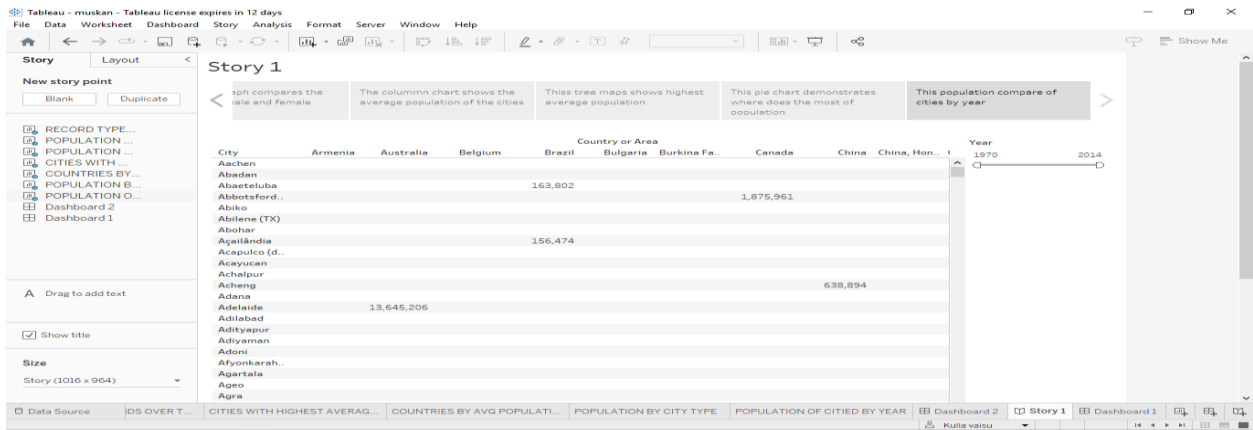 Tableau - muskan - Tableau license expires in 12 days
File Data Worksheet Dashboard Story Analysis Format Server Window Help
Show Me
Story Layout
New story point
Blank Duplicate
RECORD TYPE...
POPULATION ...
POPULATION ...
CITIES WITH ...
COUNTRIES BY...
POPULATION B...
POPULATION O...
Dashboard 2
Dashboard 1
A Drag to add text
Show title
Size
Story (1016 x 964)
Story 1
aph compares the
ale and female
The colummn chart shows the
average population of the cities
Thiss tree maps shows highest
average population
This pie chart demonstrates
where does the most of
population
This population compare of
cities by year
Country or Area
City Armenia Australia Belgium Brazil Bulgaria Burkina Fa.. Canada China China, Hon..
Aachen
Abadan
Abaeteluba 163,802
Abbotsford.. 1,875,961
Abiko
Abilene (TX)
Abohar
Açailândia 156,474
Acapulco (d..
Acayucan
Achalpur
Acheng 638,894
Adana
Adelaide 13,645,206
Adilabad
Adityapur
Adiyaman
Adoni
Afyonkarah..
Agartala
Ageo
Agra
Year
1970 2014
Data Source IDS OVER T... CITIES WITH HIGHEST AVERAG... COUNTRIES BY AVG POPULATI... POPULATION BY CITY TYPE POPULATION OF CITIED BY YEAR Dashboard 2 Story 1 Dashboard 1
Kulla vaisu